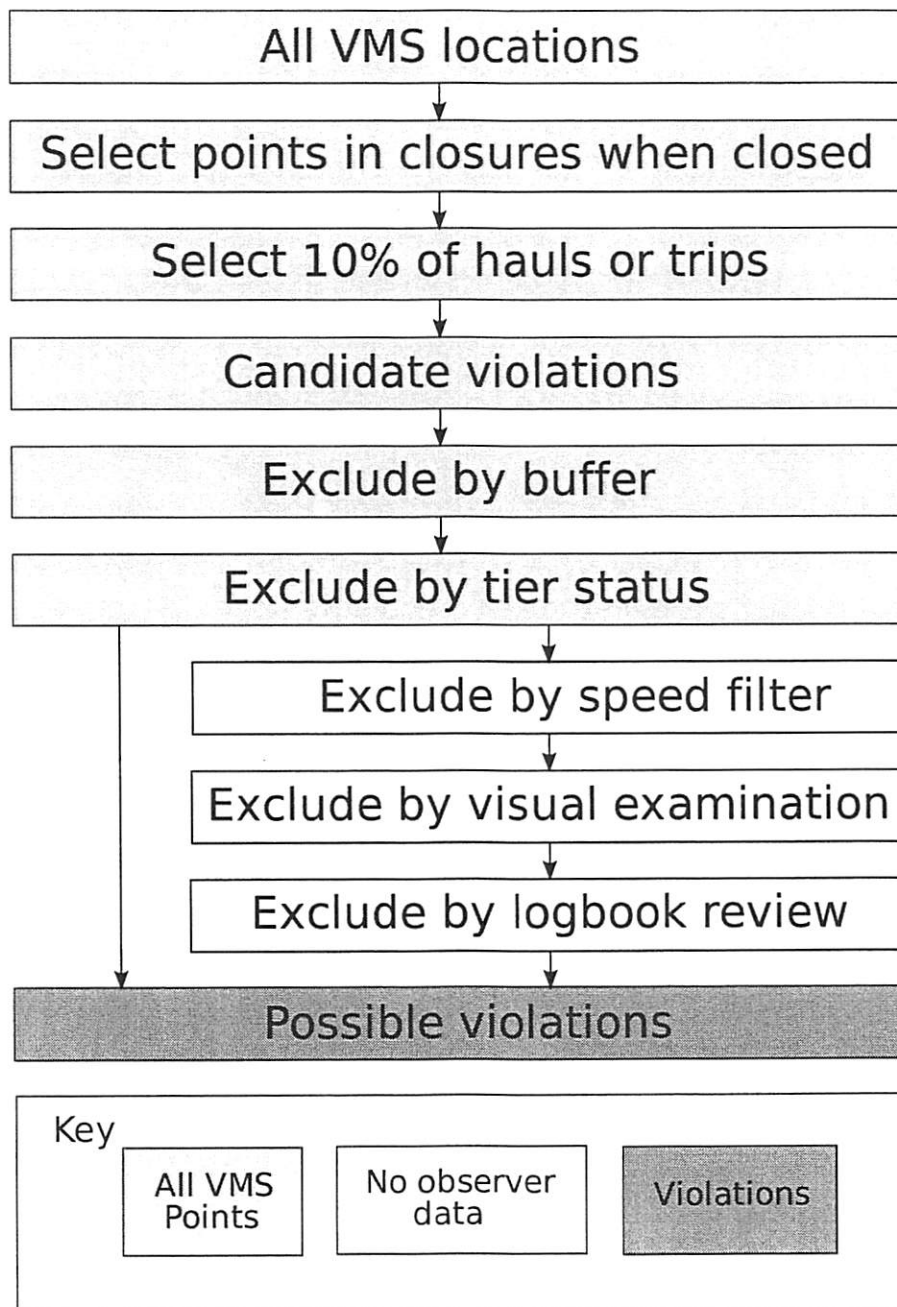 All VMS locations
Select points in closures when closed
Select 10% of hauls or trips
Candidate violations
Exclude by buffer
Exclude by tier status
Exclude by speed filter
Exclude by visual examination
Exclude by logbook review
Possible violations
Key
All VMS
Points
No observer
data
Violations